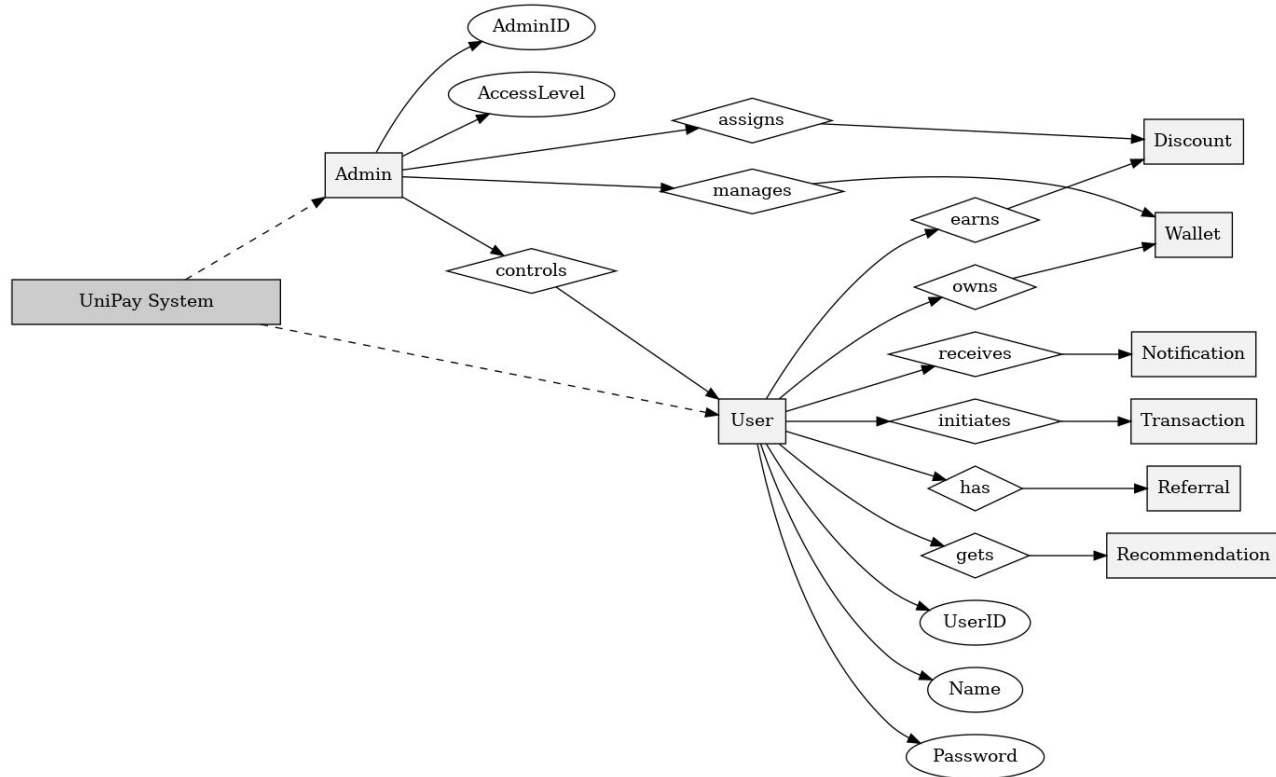 AdminID
AccessLevel
assigns
Discount
Admin
manages
earns
Wallet
controls
owns
UniPay System
receives
Notification
User
initiates
Transaction
has
Referral
gets
Recommendation
UserID
Name
Password